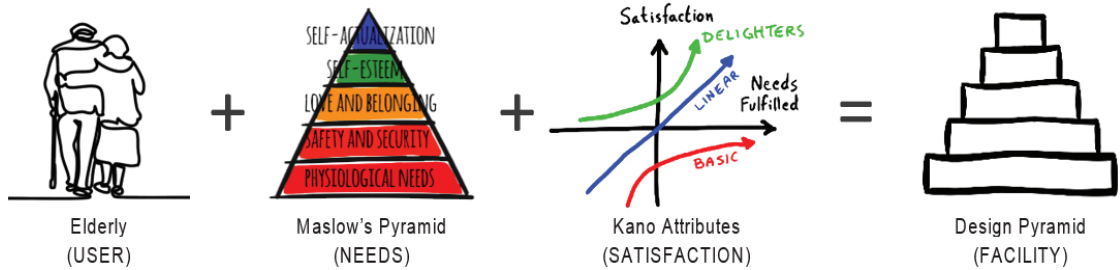 SELF-ACTUALIZATION
SELF-ESTEEM
LOVE AND BELONGING
SAFETY AND SECURITY
PHYSIOLOGICAL NEEDS
Satisfaction
DELIGHTERS
LINEAR
Needs
Fulfilled
BASIC
+
+
=
Elderly
(USER)
Maslow's Pyramid
(NEEDS)
Kano Attributes
(SATISFACTION)
Design Pyramid
(FACILITY)